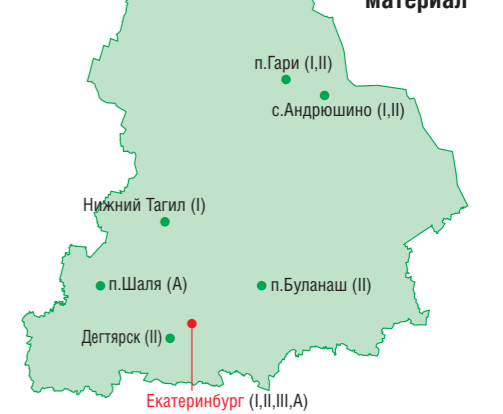 материал
п.Гари (I,II)
с.Андрюшино (I,II)
Нижний Тагил (I)
п.Шаля (А)
п.Буланаш (II)
Дегтярск (II)
Екатеринбург (I,II,III,А)